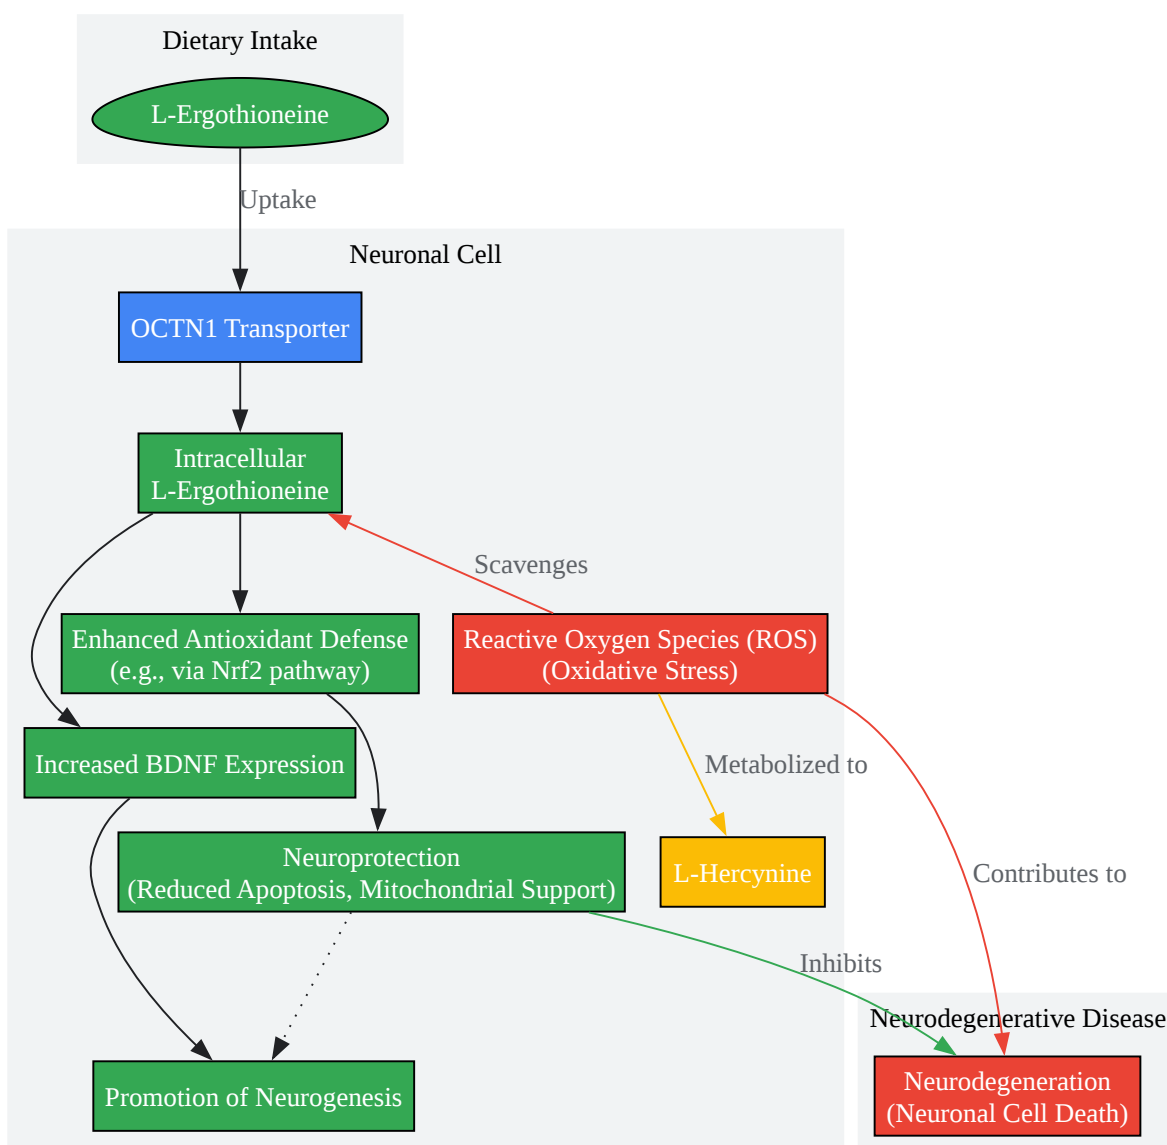 Dietary Intake
L-Ergothioneine
Uptake
Neuronal Cell
OCTN1 Transporter
Intracellular
L-Ergothioneine
Scavenges
Enhanced Antioxidant Defense
(e.g., via Nrf2 pathway)
Reactive Oxygen Species (ROS)
(Oxidative Stress)
Increased BDNF Expression
Metabolized to
Neuroprotection
(Reduced Apoptosis, Mitochondrial Support)
L-Hercynine
Contributes to
Inhibits
Neurodegenerative Disease
Promotion of Neurogenesis
Neurodegeneration
(Neuronal Cell Death)